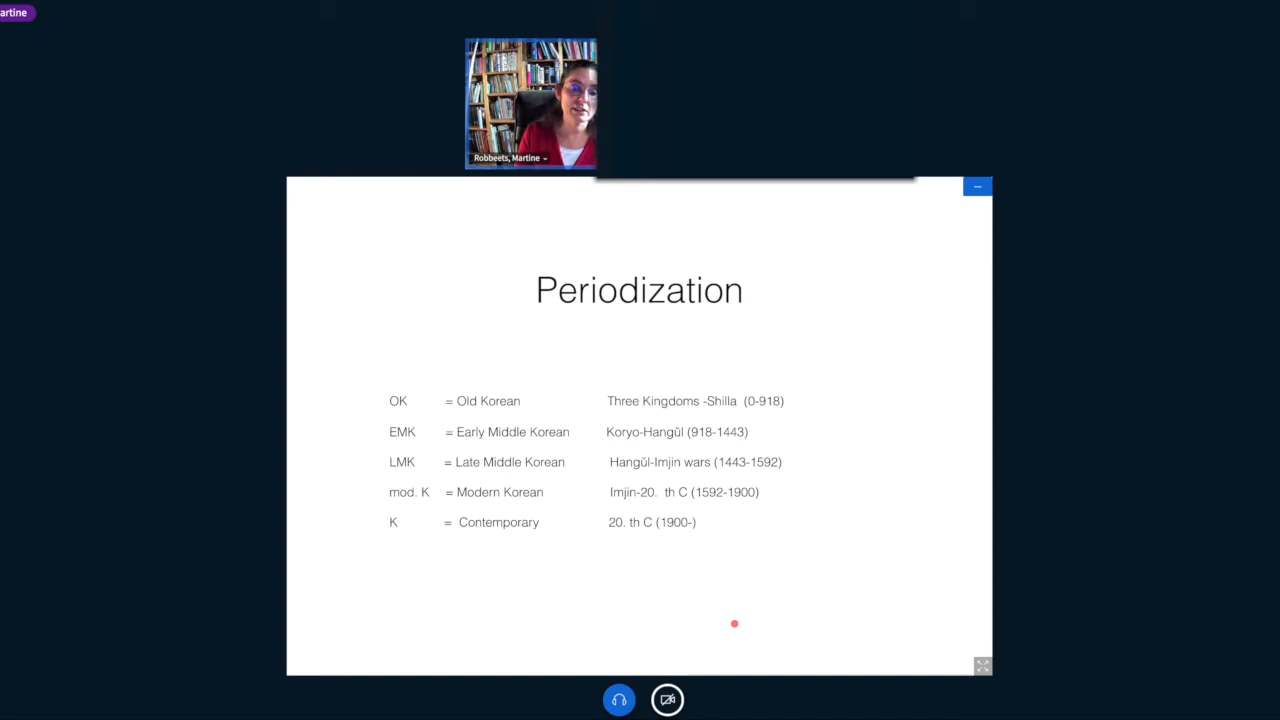 artine
Robbeets, Martine
Periodization
OK = Old Korean Three Kingdoms -Shilla (0-918)
EMK = Early Middle Korean Koryo-Hangŭl (918-1443)
LMK = Late Middle Korean Hangŭl-Imjin wars (1443-1592)
mod. K = Modern Korean Imjin-20. th C (1592-1900)
K = Contemporary 20. th C (1900-)